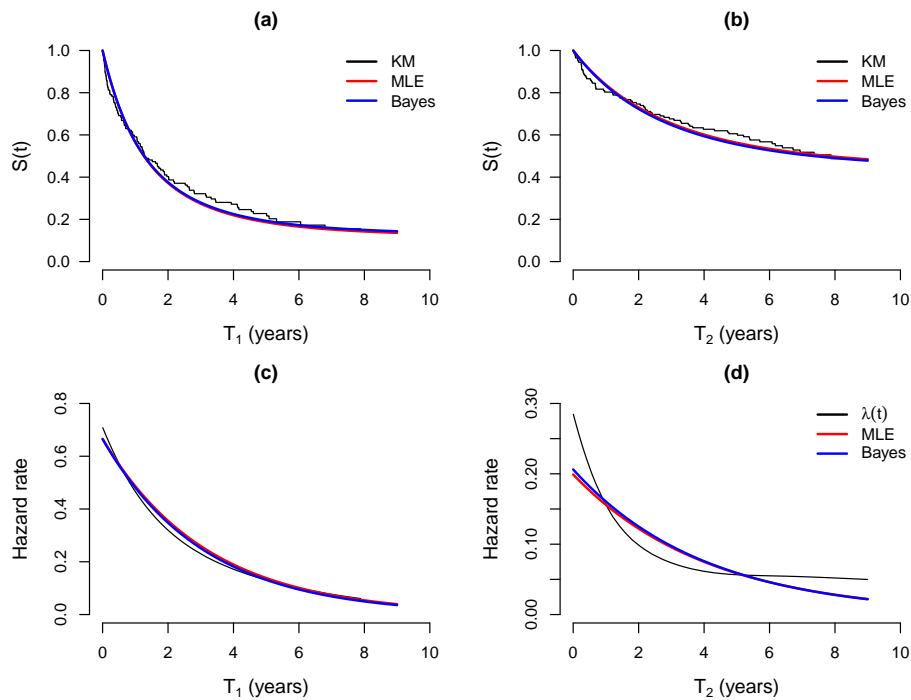 (a)
S(t)
1.0
0.8
0.6
0.4
0.2
0.0
KM
MLE
Bayes
0 2 4 6 8 10
T₁ (years)
(b)
S(t)
1.0
0.8
0.6
0.4
0.2
0.0
KM
MLE
Bayes
0 2 4 6 8 10
T₂ (years)
(c)
Hazard rate
0.8
0.6
0.4
0.2
0.0
0 2 4 6 8 10
T₁ (years)
(d)
Hazard rate
0.30
0.20
0.10
0.00
λ(t)
MLE
Bayes
0 2 4 6 8 10
T₂ (years)